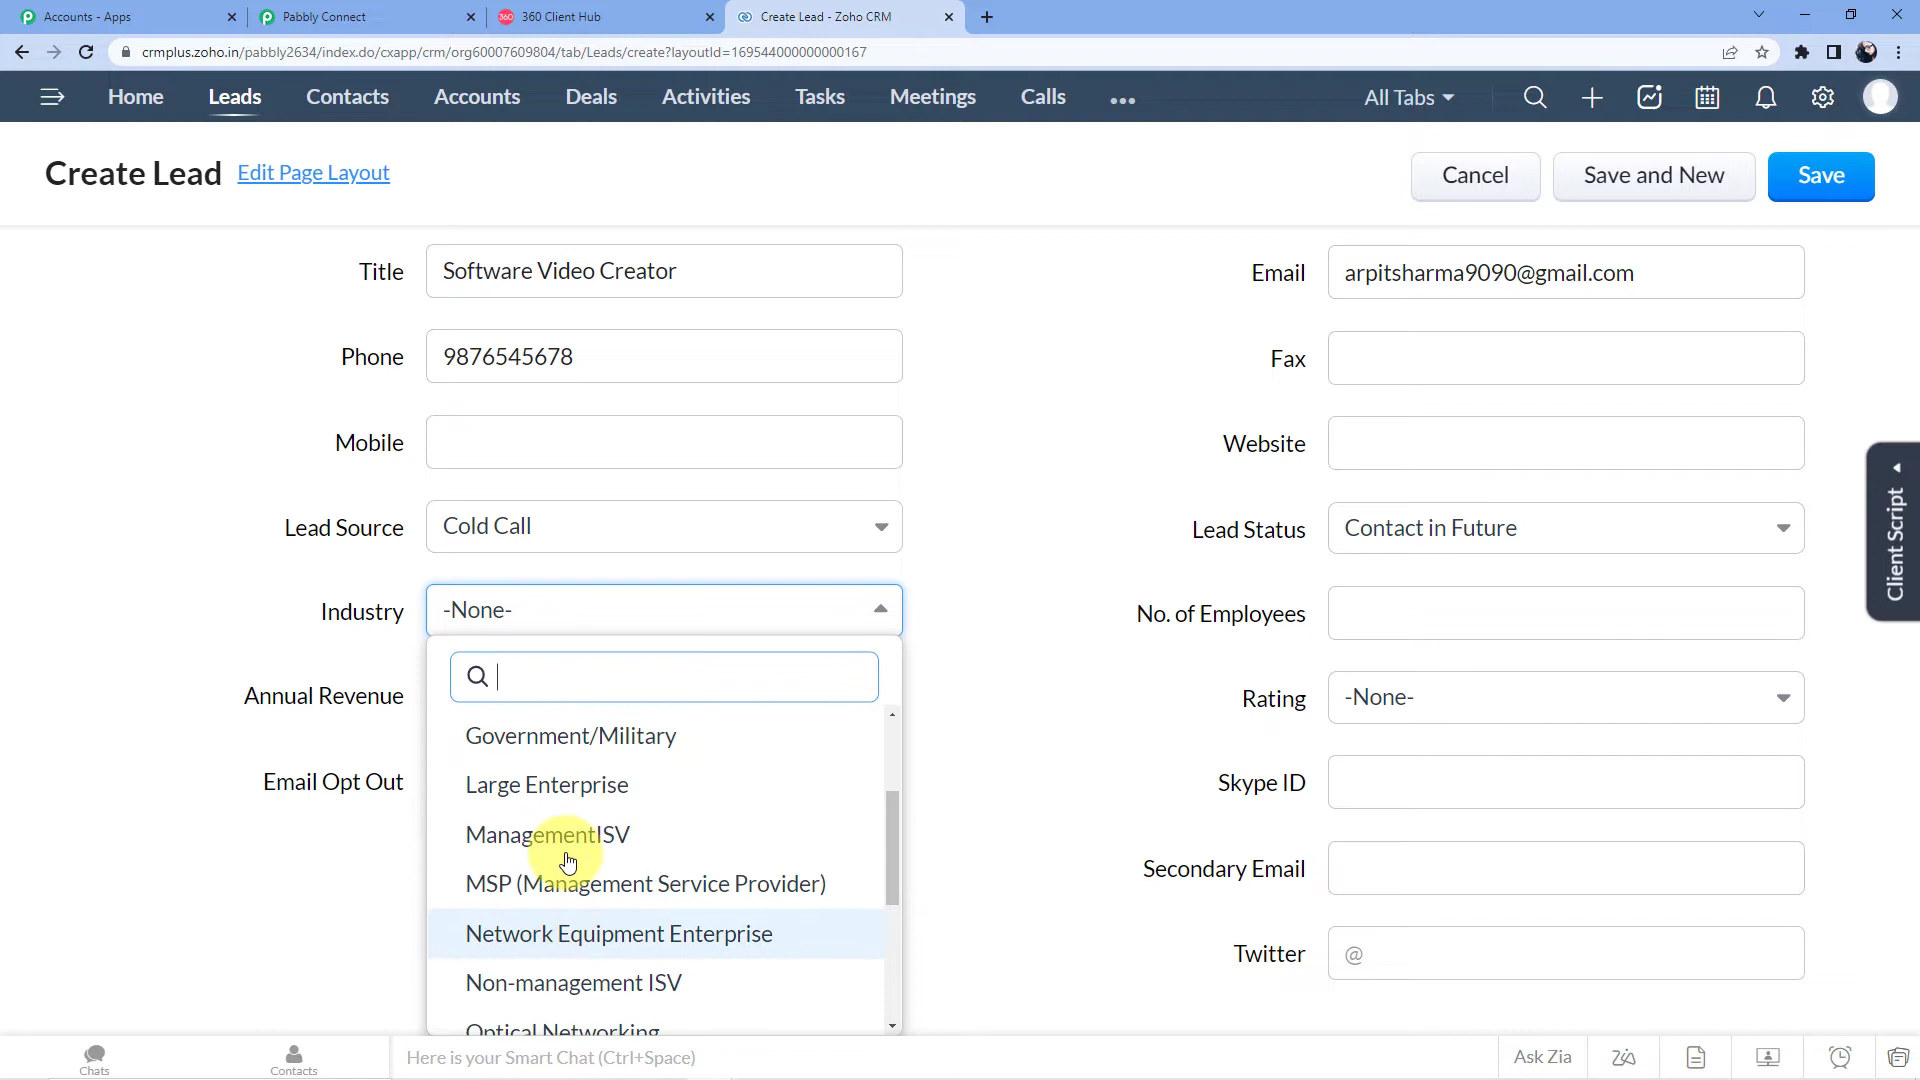 Accounts - Apps
Pabbly Connect
360
360 Client Hub
Create Lead - Zoho CRM
crmplus.zoho.in/pabbly2634/index.do/cxapp/crm/org60007609804/tab/Leads/create?layoutId=169544000000000167
Home
Leads
Contacts
Accounts
Deals
Activities
Tasks
Meetings
Calls
All Tabs
Create Lead
Edit Page Layout
Cancel
Save and New
Save
Title
Software Video Creator
Email
arpitsharma9090@gmail.com
Phone
9876545678
Fax
Mobile
Website
Lead Source
Cold Call
Lead Status
Contact in Future
Client Script
Industry
-None-
No. of Employees
Annual Revenue
Rating
-None-
Government/Military
Large Enterprise
ManagementISV
MSP (Management Service Provider)
Network Equipment Enterprise
Non-management ISV
Optical Networking
Email Opt Out
Skype ID
Secondary Email
Twitter
@
Chats
Contacts
Here is your Smart Chat (Ctrl+Space)
Ask Zia